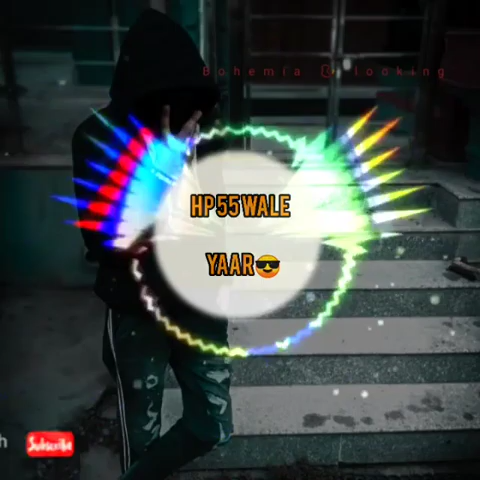 Bohemia @ looking
HP 55 WALE
YAAR😎
h
Subscribe